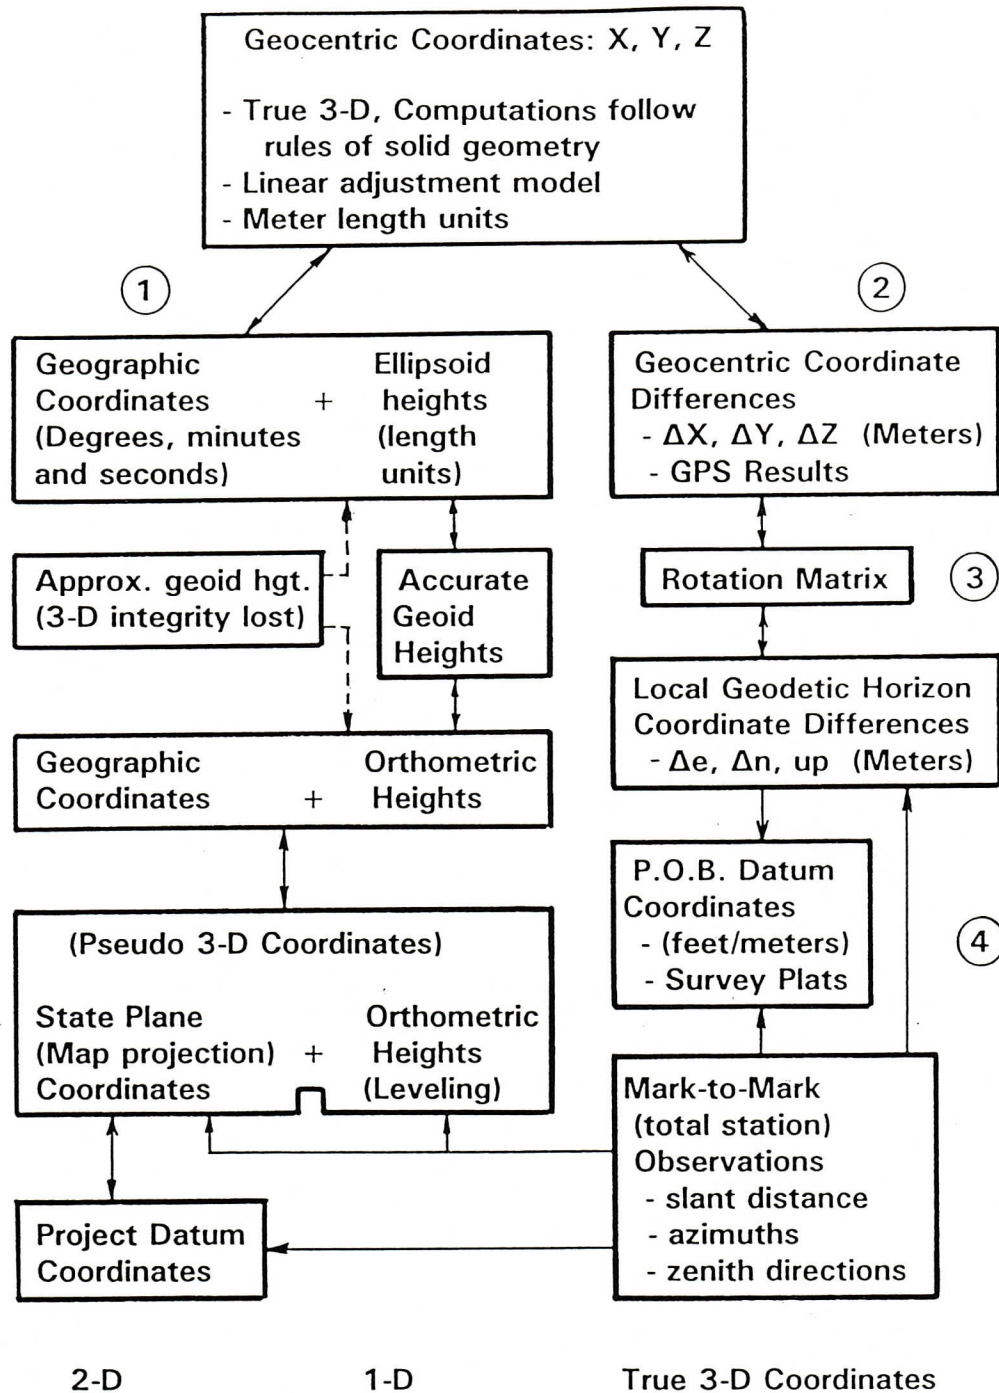 Geocentric Coordinates: X, Y, Z
- True 3-D, Computations follow
rules of solid geometry
- Linear adjustment model
- Meter length units
1
2
Geographic
Coordinates
(Degrees, minutes
and seconds)
+
Ellipsoid
heights
(length
units)
Geocentric Coordinate
Differences
- ΔX, ΔY, ΔZ (Meters)
- GPS Results
Approx. geoid hgt.
(3-D integrity lost)
Accurate
Geoid
Heights
Rotation Matrix
3
Local Geodetic Horizon
Coordinate Differences
- Δe, Δn, up (Meters)
Geographic
Coordinates
+
Orthometric
Heights
P.O.B. Datum
Coordinates
- (feet/meters)
- Survey Plats
4
(Pseudo 3-D Coordinates)
State Plane
(Map projection)
Coordinates
+
Orthometric
Heights
(Leveling)
Mark-to-Mark
(total station)
Observations
- slant distance
- azimuths
- zenith directions
Project Datum
Coordinates
2-D
1-D
True 3-D Coordinates